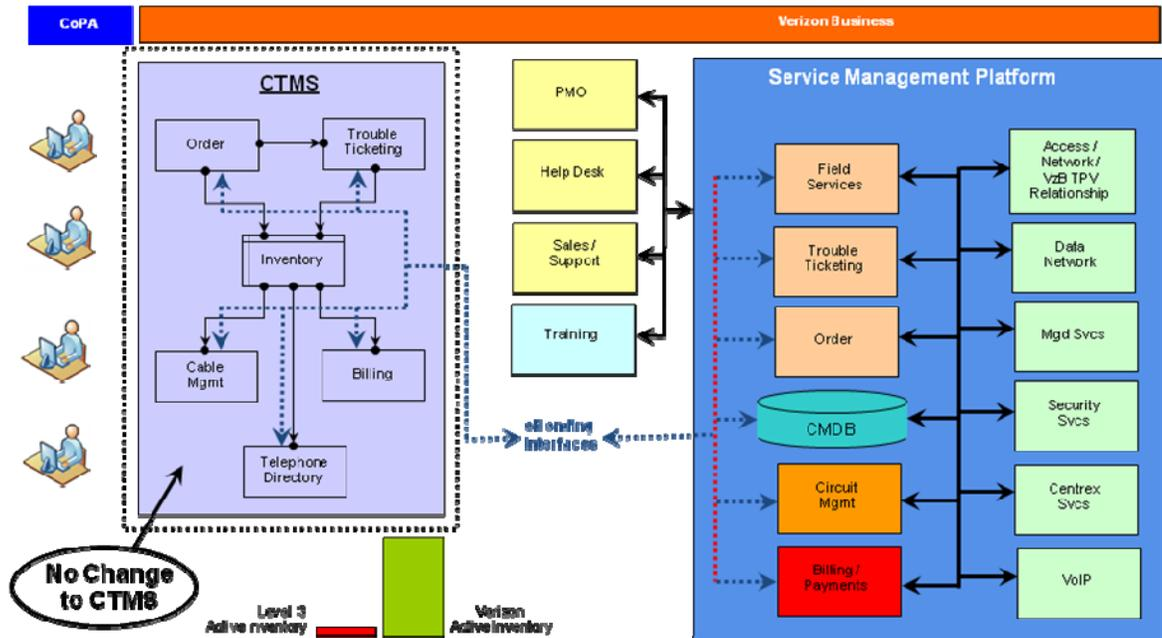 CoPA
Verizon Business
CTMS
Order
Trouble
Ticketing
Inventory
Cable
Mgmt
Billing
Telephone
Directory
No Change
to CTMS
Level 3
Active Inventory
Verizon
Active Inventory
PMO
Help Desk
Sales /
Support
Training
eBonding
Interfaces
Service Management Platform
Field
Services
Trouble
Ticketing
Order
CMDB
Circuit
Mgmt
Billing /
Payments
Access /
Network /
VzB TPV
Relationship
Data
Network
Mgd Svcs
Security
Svcs
Centrex
Svcs
VoIP